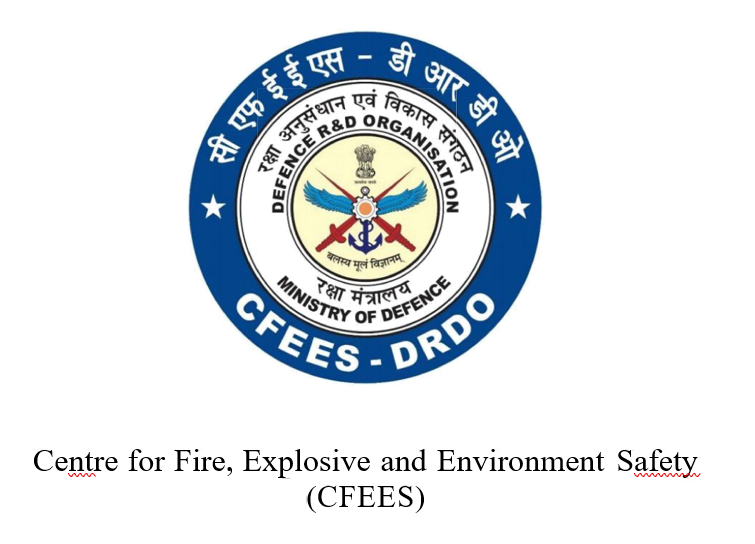 सी एफ ई ई एस - डी आर डी ओ
रक्षा अनुसंधान एवं विकास संगठन
DEFENCE R&D ORGANISATION
बलस्य मूलं विज्ञानम्
रक्षा मंत्रालय
MINISTRY OF DEFENCE
CFEES - DRDO
Centre for Fire, Explosive and Environment Safety
(CFEES)